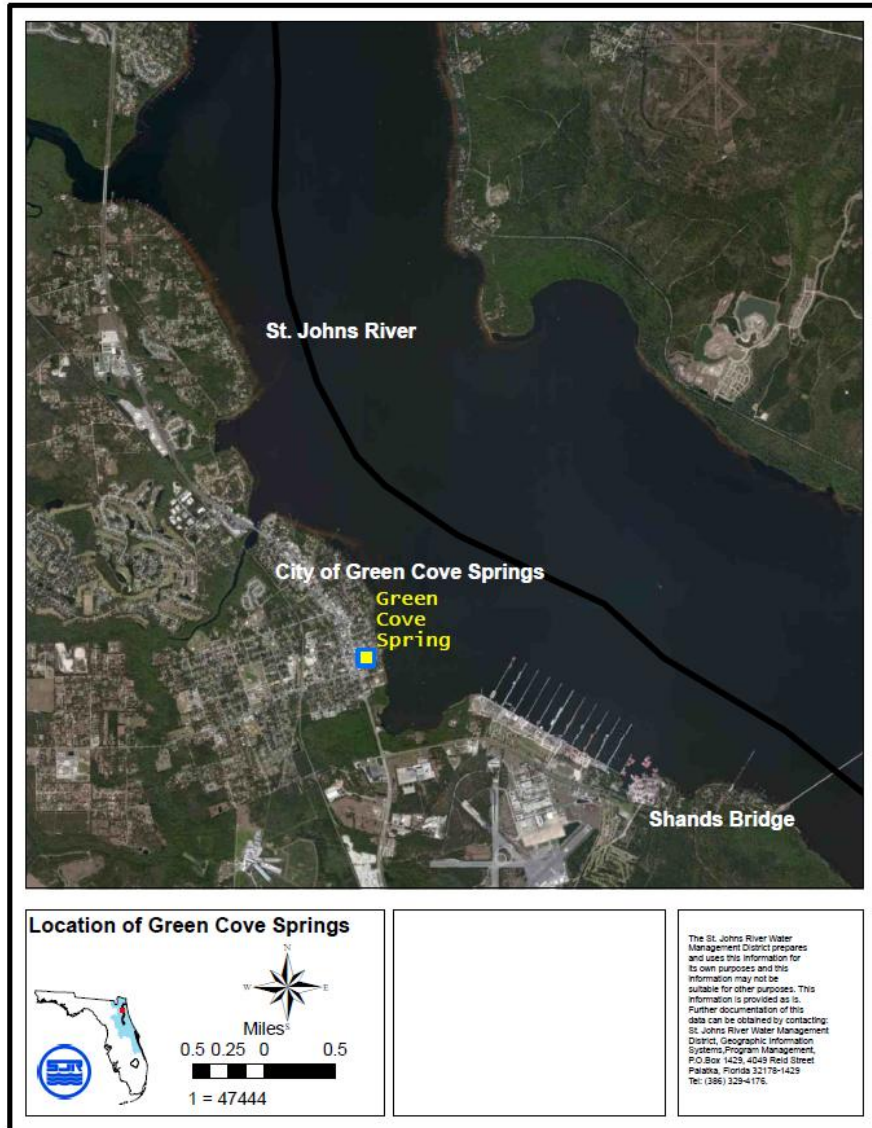 St. Johns River
City of Green Cove Springs
Green
Cove
Spring
Shands Bridge
Location of Green Cove Springs
N
W
E
S
Miles
0.5 0.25 0 0.5
1 = 47444
SJR
The St. Johns River Water
Management District prepares
and uses this information for
its own purposes and this
information may not be
suitable for other purposes. This
information is provided as is.
Further documentation of this
data can be obtained by contacting:
St. Johns River Water Management
District, Geographic Information
Systems,Program Management,
P.O.Box 1429, 4049 Reid Street
Palatka, Florida 32178-1429
Tel: (386) 329-4176.